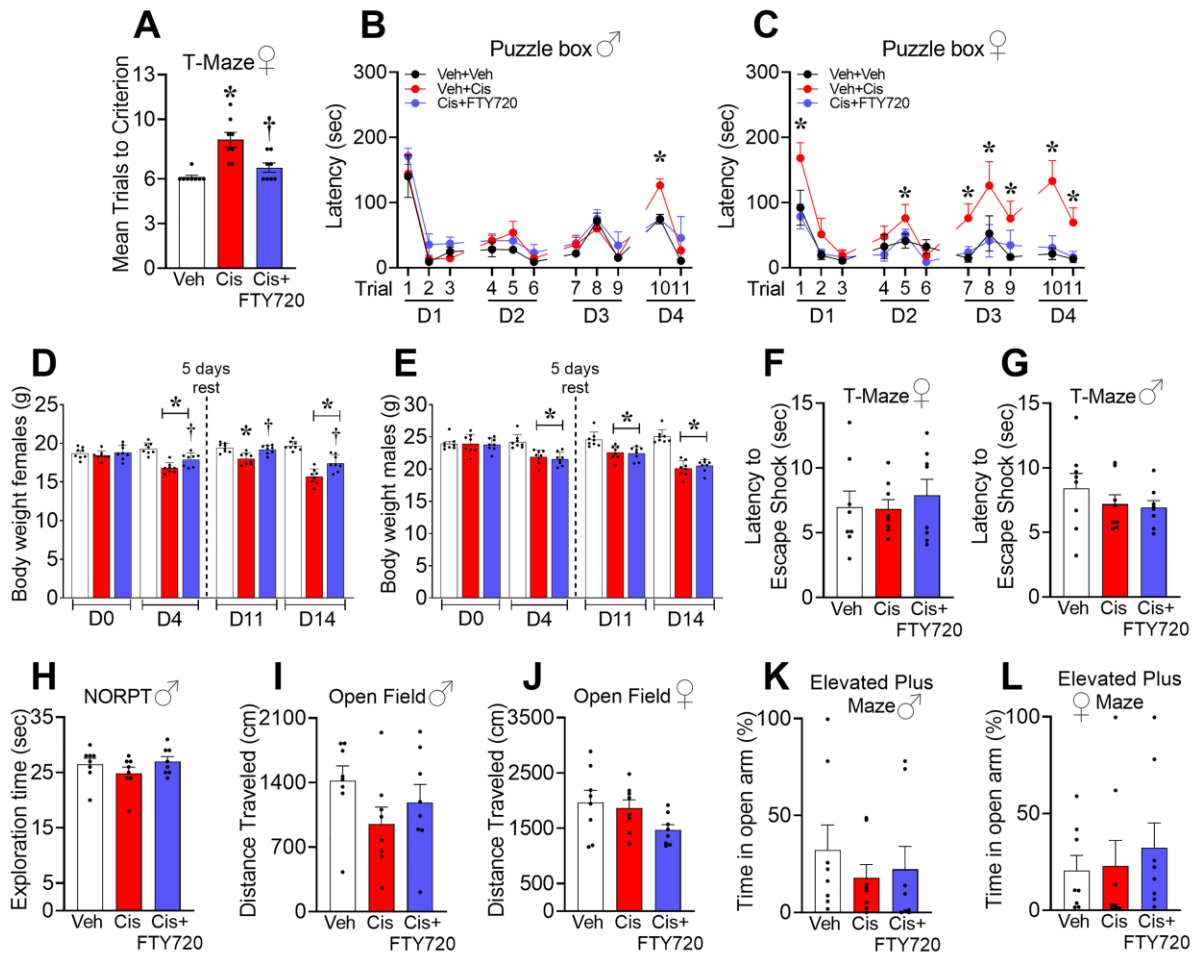 A
T-Maze ♀
Mean Trials to Criterion
13
10
6
3
0
*
†
Veh Cis Cis+
FTY720
B
Puzzle box ♂
Veh+Veh
Veh+Cis
Cis+FTY720
Latency (sec)
300
200
100
0
*
Trial 1 2 3 4 5 6 7 8 9 10 11
D1 D2 D3 D4
C
Puzzle box ♀
Veh+Veh
Veh+Cis
Cis+FTY720
Latency (sec)
300
200
100
0
* * * * * * *
Trial 1 2 3 4 5 6 7 8 9 10 11
D1 D2 D3 D4
D
5 days
rest
Body weight females (g)
25
20
15
10
5
0
* † * † * †
D0 D4 D11 D14
E
5 days
rest
Body weight males (g)
30
25
20
15
10
5
0
* * *
D0 D4 D11 D14
F
T-Maze ♀
Latency to
Escape Shock (sec)
15
10
5
0
Veh Cis Cis+
FTY720
G
T-Maze ♂
Latency to
Escape Shock (sec)
15
10
5
0
Veh Cis Cis+
FTY720
H
NORPT ♂
Exploration time (sec)
35
25
15
5
0
Veh Cis Cis+
FTY720
I
Open Field ♂
Distance Traveled (cm)
2100
1400
700
0
Veh Cis Cis+
FTY720
J
Open Field ♀
Distance Traveled (cm)
3500
2500
1500
500
0
Veh Cis Cis+
FTY720
K
Elevated Plus
Maze ♂
Time in open arm (%)
100
50
0
Veh Cis Cis+
FTY720
L
Elevated Plus
♀ Maze
Time in open arm (%)
100
50
0
Veh Cis Cis+
FTY720